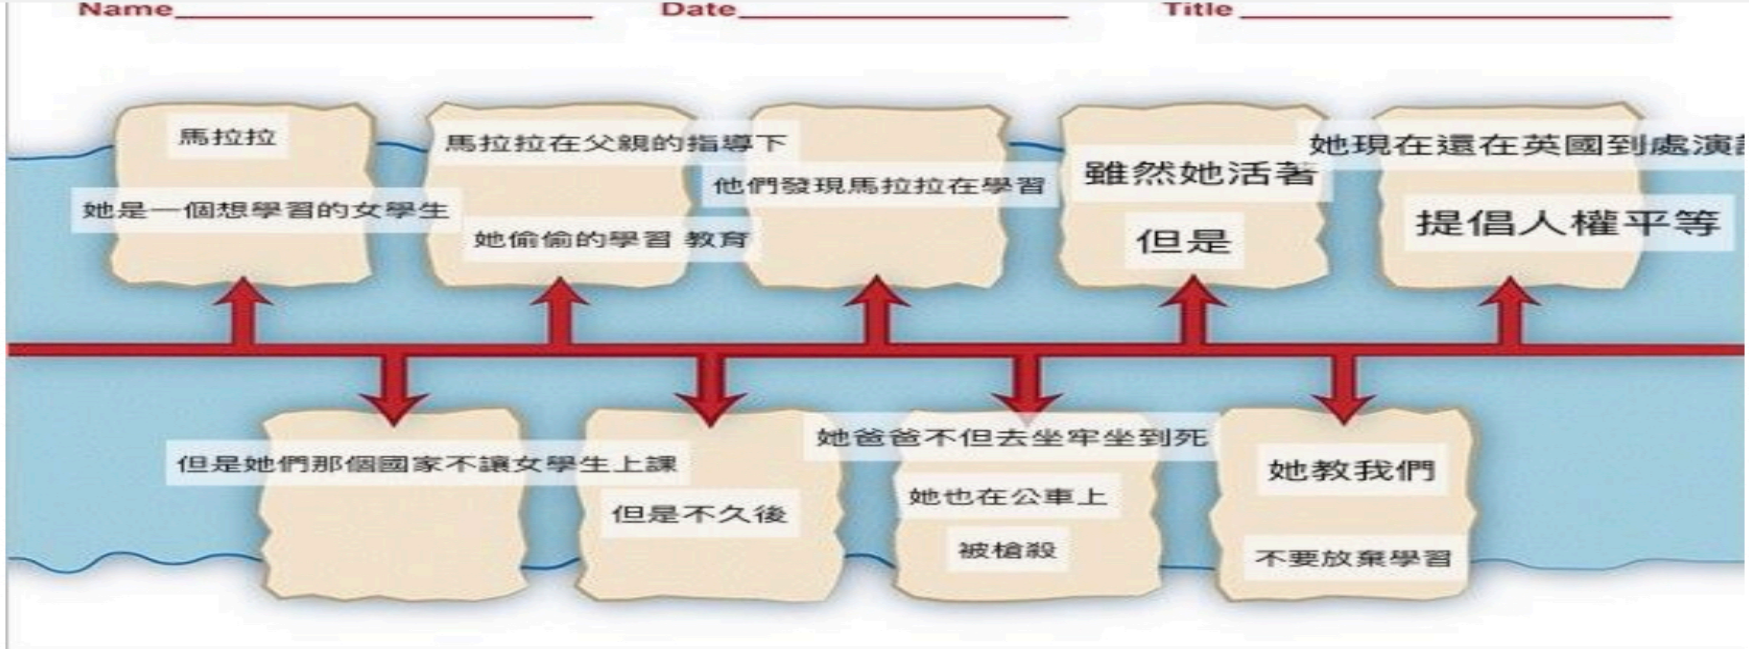 Name
Date
Title
馬拉拉
她是一個想學習的女學生
但是她們那個國家不讓女學生上課
馬拉拉在父親的指導下
她偷偷的學習 教育
但是不久後
他們發現馬拉拉在學習
她爸爸不但去坐牢坐到死
她也在公車上
被槍殺
雖然她活著
但是
她教我們
不要放棄學習
她現在還在英國到處演
提倡人權平等